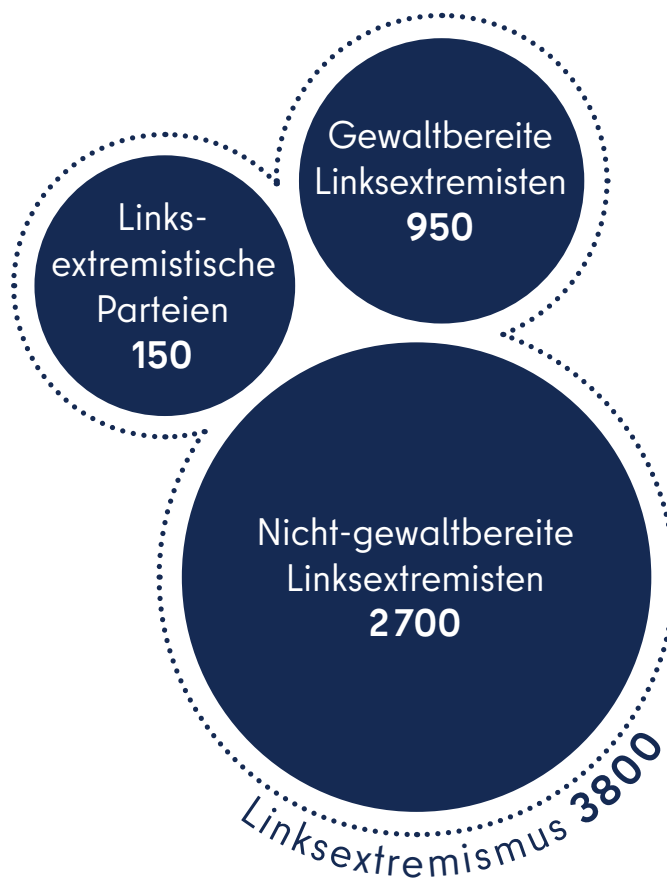 Gewaltbereite
Linksextremisten
950
Links-
extremistische
Parteien
150
Nicht-gewaltbereite
Linksextremisten
2700
Linksextremismus 3800